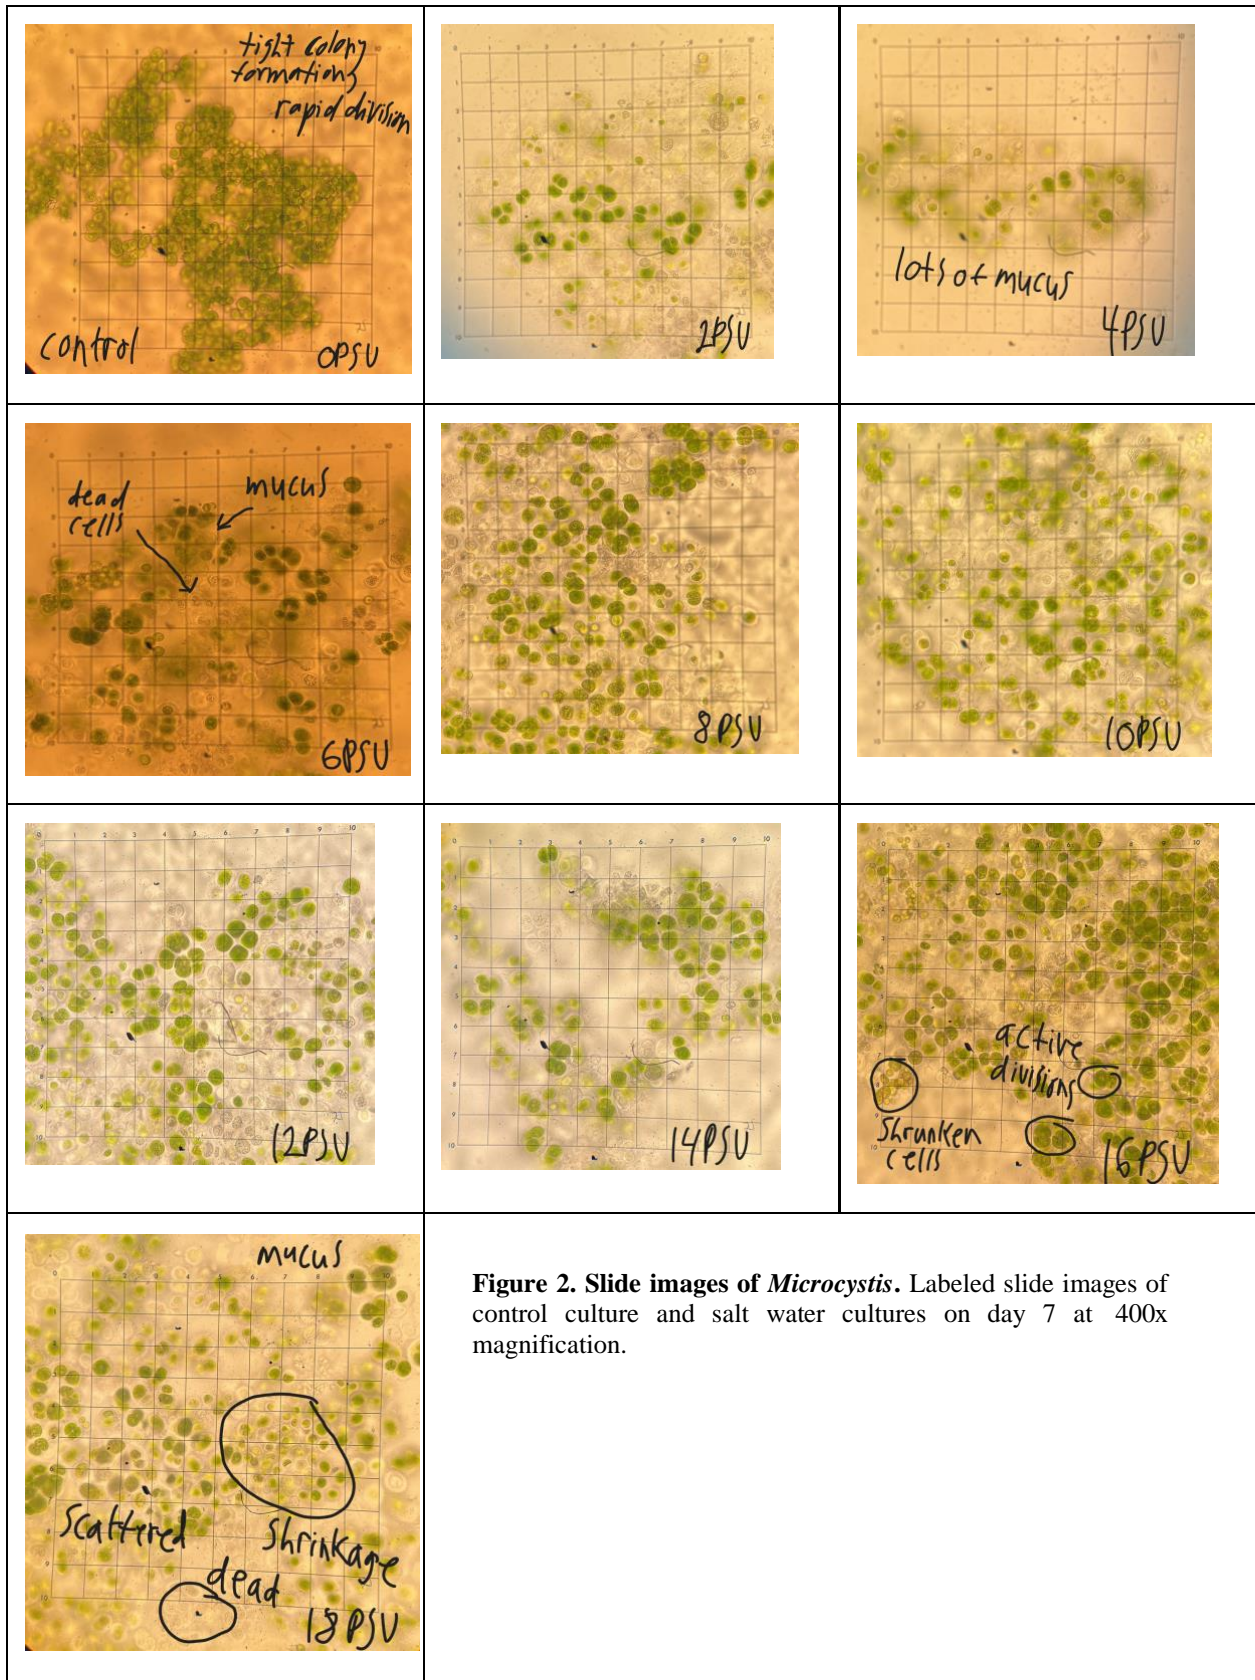 tight colony
formations
rapid division
control
0PSU
2PSU
lots of mucus
4PSU
dead
cells
mucus
6PSU
8PSU
10PSU
12PSU
14PSU
active
divisions
Shrunken
cells
16PSU
mucus
Scattered
Shrinkage
dead
18PSU
Figure 2. Slide images of Microcystis. Labeled slide images of
control culture and salt water cultures on day 7 at 400x
magnification.